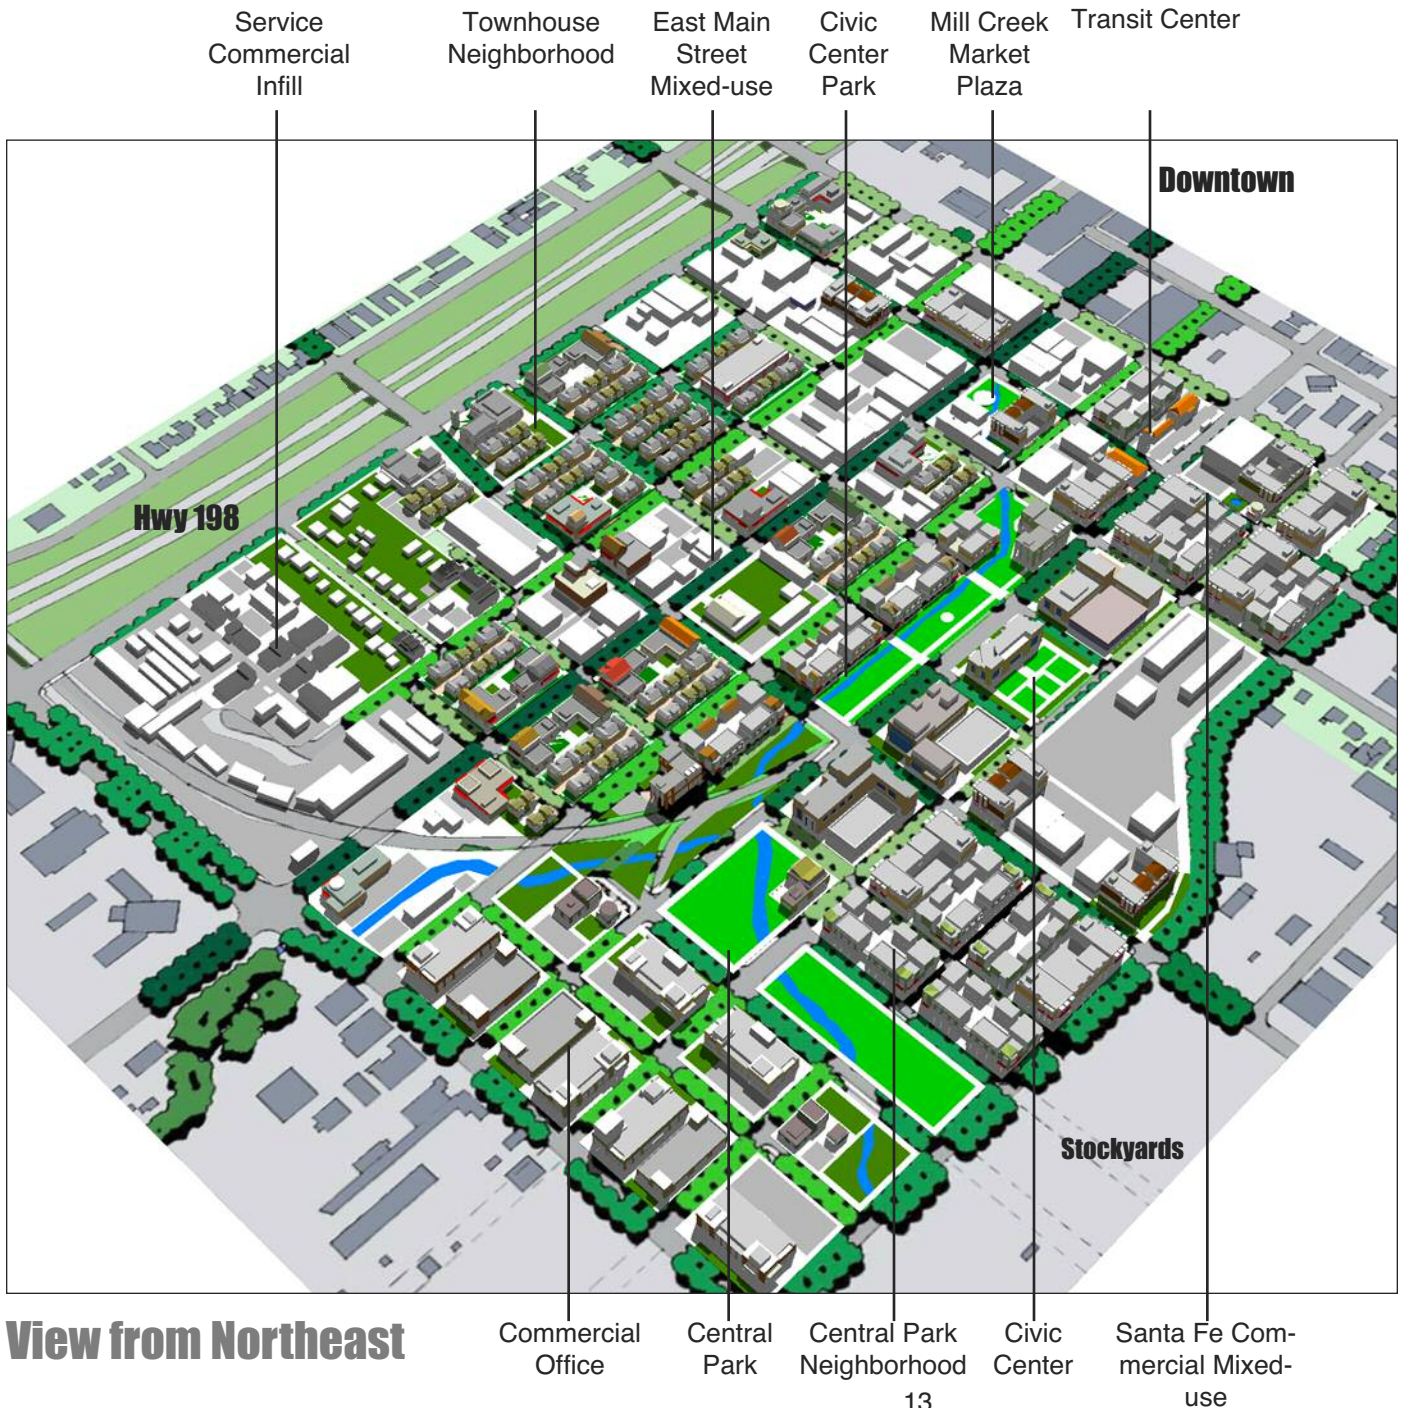 Service
Commercial
Infill
Townhouse
Neighborhood
East Main
Street
Mixed-use
Civic
Center
Park
Mill Creek
Market
Plaza
Transit Center
Downtown
Hwy 198
Stockyards
View from Northeast
Commercial
Office
Central
Park
Central Park
Neighborhood
Civic
Center
Santa Fe Com-
mercial Mixed-
use
13